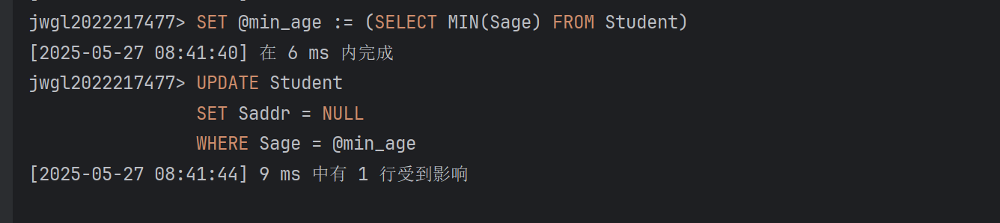 jwgl2022217477> SET @min_age := (SELECT MIN(Sage) FROM Student)
[2025-05-27 08:41:40] 在 6 ms 内完成
jwgl2022217477> UPDATE Student
SET Saddr = NULL
WHERE Sage = @min_age
[2025-05-27 08:41:44] 9 ms 中有 1 行受到影响